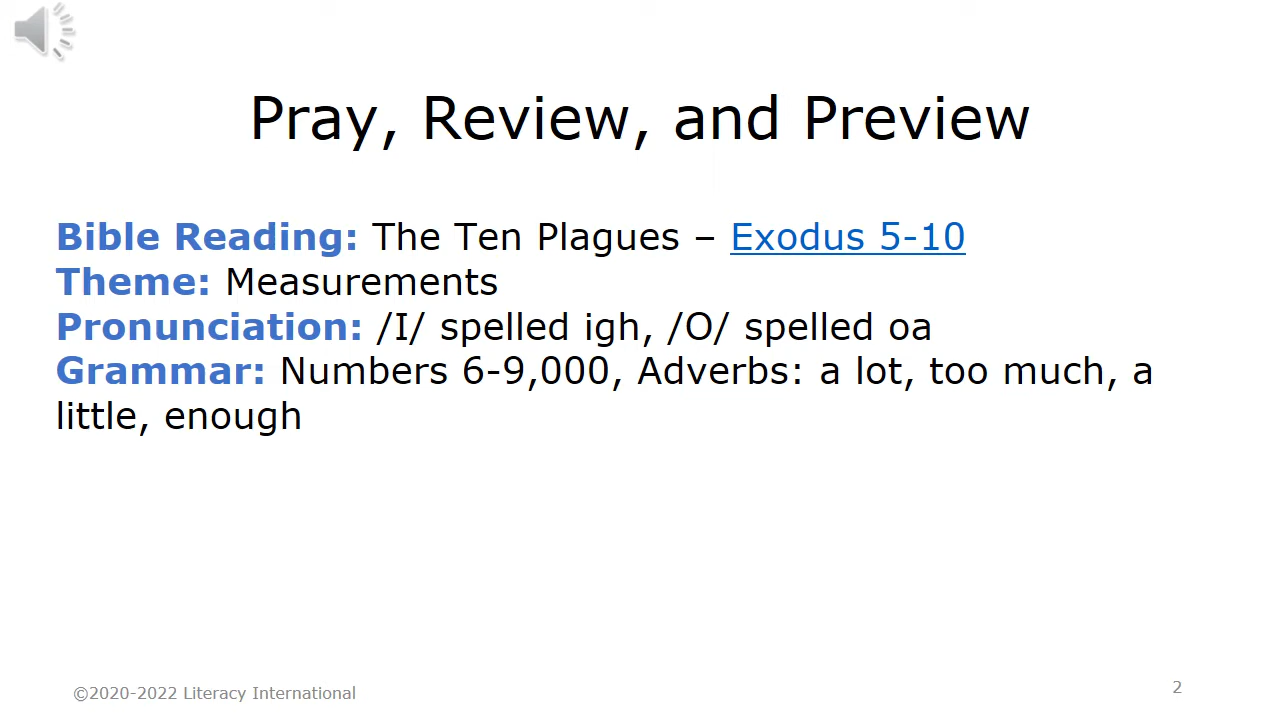 Pray, Review, and Preview
Bible Reading: The Ten Plagues – Exodus 5-10
Theme: Measurements
Pronunciation: /I/ spelled igh, /O/ spelled oa
Grammar: Numbers 6-9,000, Adverbs: a lot, too much, a
little, enough
©2020-2022 Literacy International
2